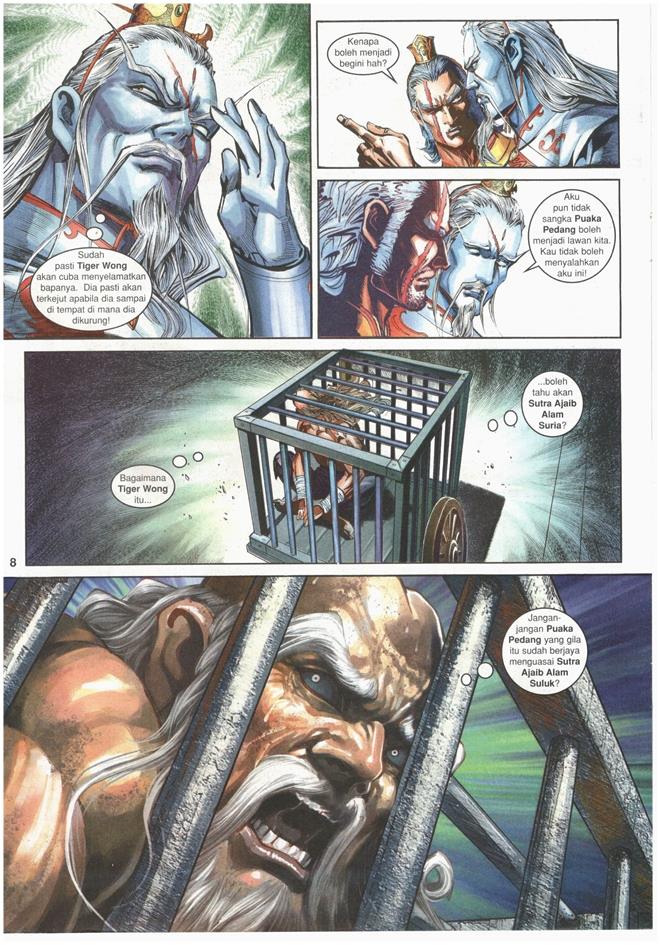 Sudah
pasti Tiger Wong
akan cuba menyelamatkan
bapanya. Dia pasti akan
terkejut apabila dia sampai
di tempat di mana dia
dikurung!
Kenapa
boleh menjadi
begini hah?
Aku
pun tidak
sangka Puaka
Pedang boleh
menjadi lawan kita.
Kau tidak boleh
menyalahkan
aku ini!
Bagaimana
Tiger Wong
itu...
...boleh
tahu akan
Sutra Ajaib
Alam
Suria?
8
Jangan-
jangan Puaka
Pedang yang gila
itu sudah berjaya
menguasai Sutra
Ajaib Alam
Suluk?